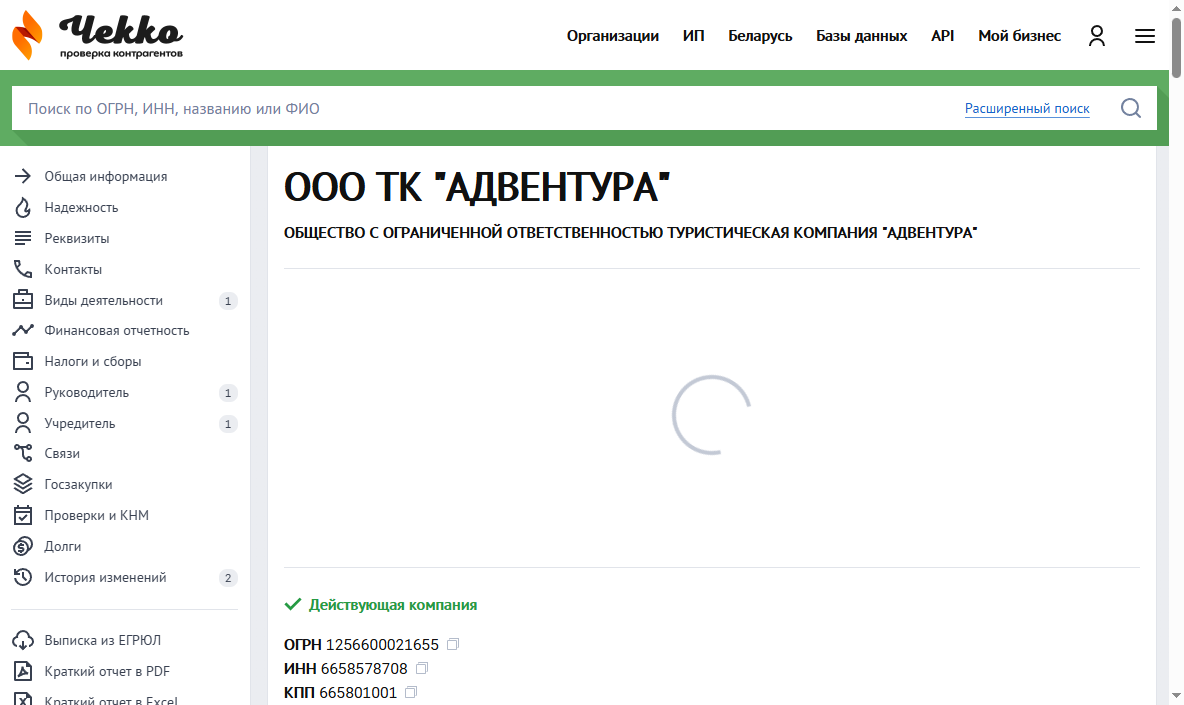 Чекко
проверка контрагентов
Организации ИП Беларусь Базы данных API Мой бизнес
Поиск по ОГРН, ИНН, названию или ФИО Расширенный поиск
Общая информация
Надежность
Реквизиты
Контакты
Виды деятельности 1
Финансовая отчетность
Налоги и сборы
Руководитель 1
Учредитель 1
Связи
Госзакупки
Проверки и КНМ
Долги
История изменений 2
Выписка из ЕГРЮЛ
Краткий отчет в PDF
Краткий отчет в Excel
ООО ТК "АДВЕНТУРА"
ОБЩЕСТВО С ОГРАНИЧЕННОЙ ОТВЕТСТВЕННОСТЬЮ ТУРИСТИЧЕСКАЯ КОМПАНИЯ "АДВЕНТУРА"
Действующая компания
ОГРН 1256600021655
ИНН 6658578708
КПП 665801001